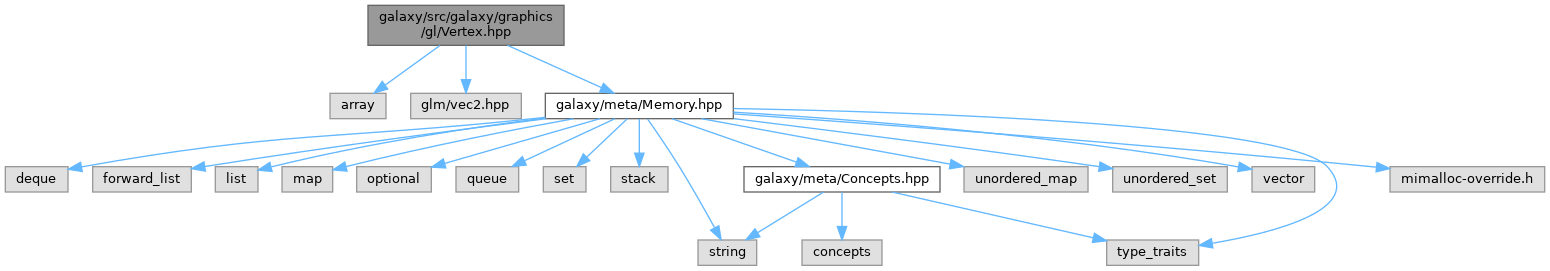 galaxy/src/galaxy/graphics
/gl/Vertex.hpp
array
glm/vec2.hpp
galaxy/meta/Memory.hpp
deque
forward_list
list
map
optional
queue
set
stack
galaxy/meta/Concepts.hpp
unordered_map
unordered_set
vector
mimalloc-override.h
string
concepts
type_traits